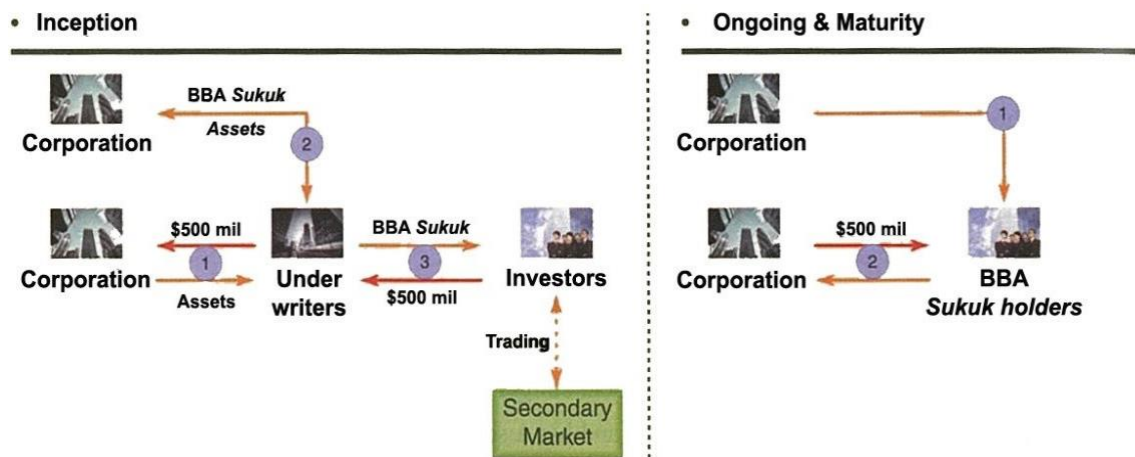 • Inception
BBA Sukuk
Assets
2
Corporation
$500 mil
BBA Sukuk
1
3
Corporation
Under
writers
Investors
Assets
$500 mil
Trading
Secondary
Market
• Ongoing & Maturity
1
Corporation
$500 mil
2
Corporation
BBA
Sukuk holders